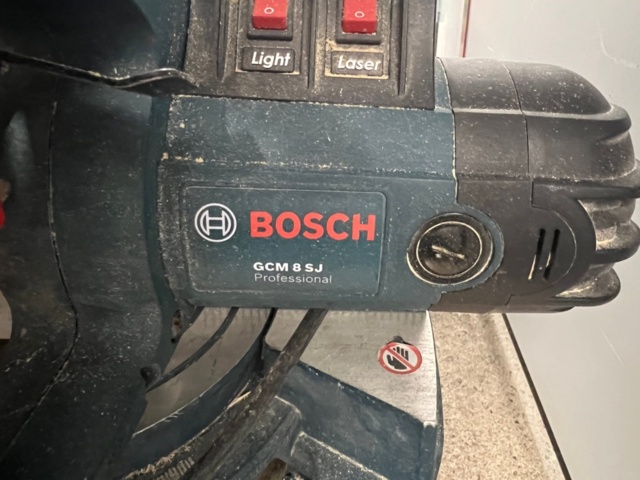 Light
Laser
BOSCH
GCM 8 SJ
Professional